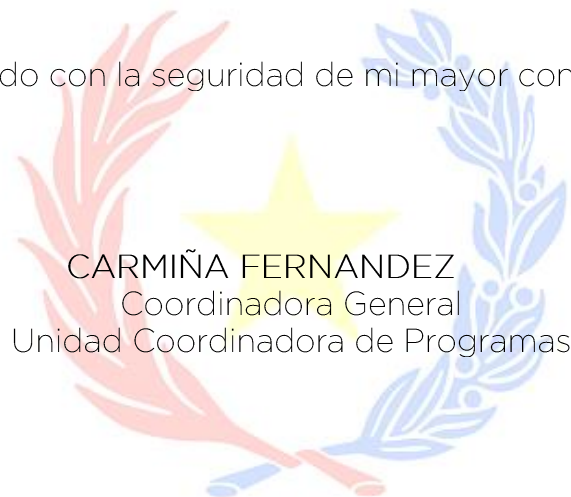 do con la seguridad de mi mayor con
CARMIÑA FERNANDEZ
Coordinadora General
Unidad Coordinadora de Programas